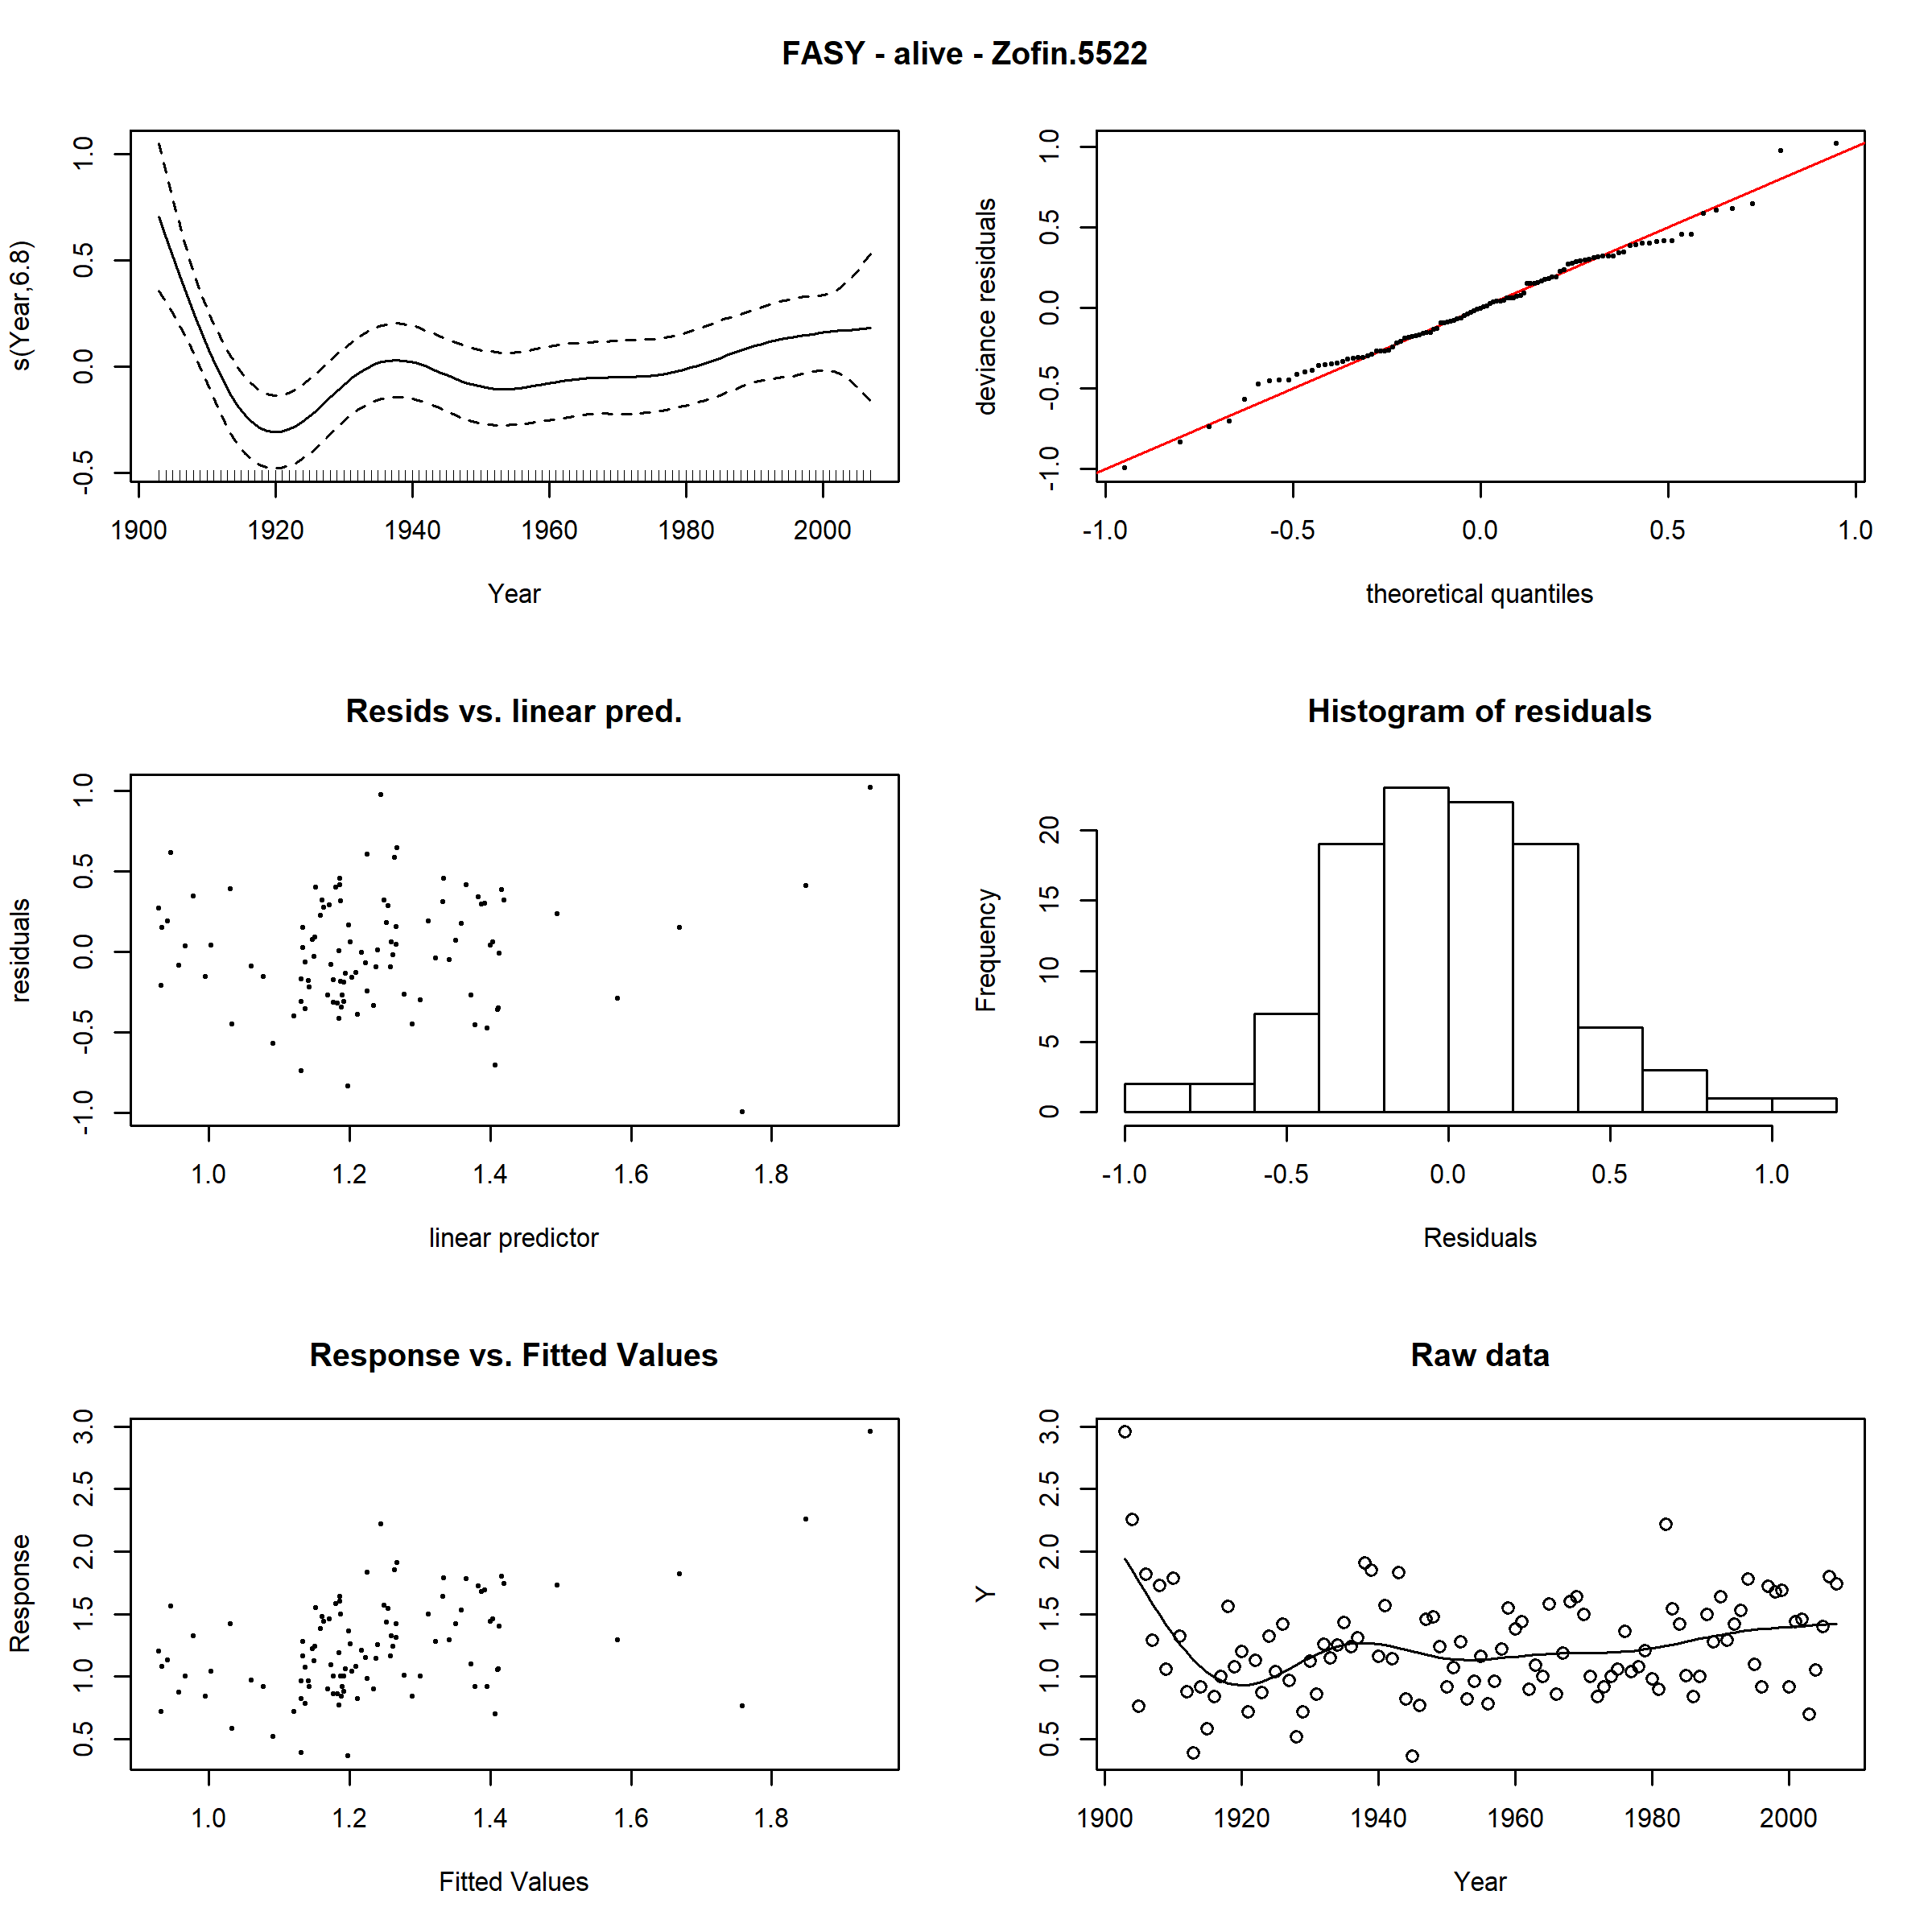 FASY - alive - Zofin.5522
s(Year,6.8)
-0.5 0.0 0.5 1.0
1900 1920 1940 1960 1980 2000
Year
deviance residuals
-1.0 -0.5 0.0 0.5 1.0
-1.0 -0.5 0.0 0.5 1.0
theoretical quantiles
Resids vs. linear pred.
residuals
-1.0 -0.5 0.0 0.5 1.0
1.0 1.2 1.4 1.6 1.8
linear predictor
Histogram of residuals
Frequency
0 5 10 15 20
-1.0 -0.5 0.0 0.5 1.0
Residuals
Response vs. Fitted Values
Response
0.5 1.0 1.5 2.0 2.5 3.0
1.0 1.2 1.4 1.6 1.8
Fitted Values
Raw data
Y
0.5 1.0 1.5 2.0 2.5 3.0
1900 1920 1940 1960 1980 2000
Year